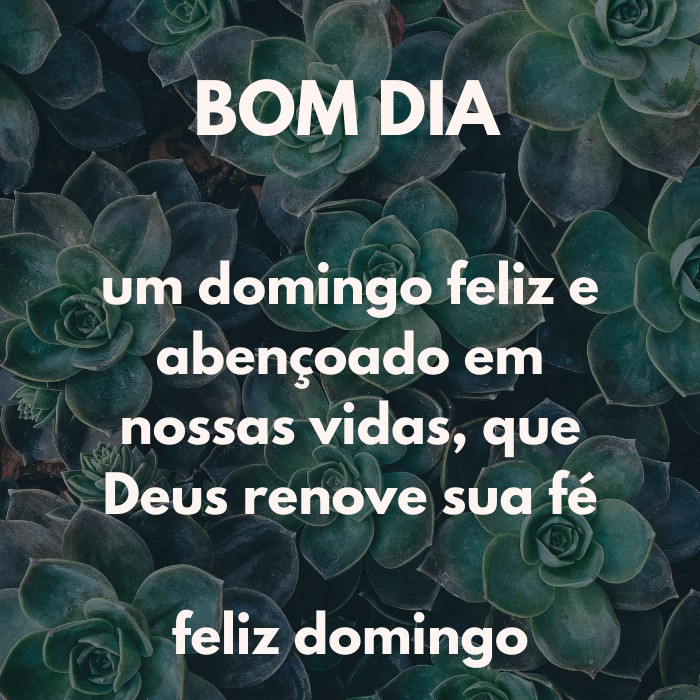 BOM DIA
um domingo feliz e
abençoado em
nossas vidas, que
Deus renove sua fé
feliz domingo